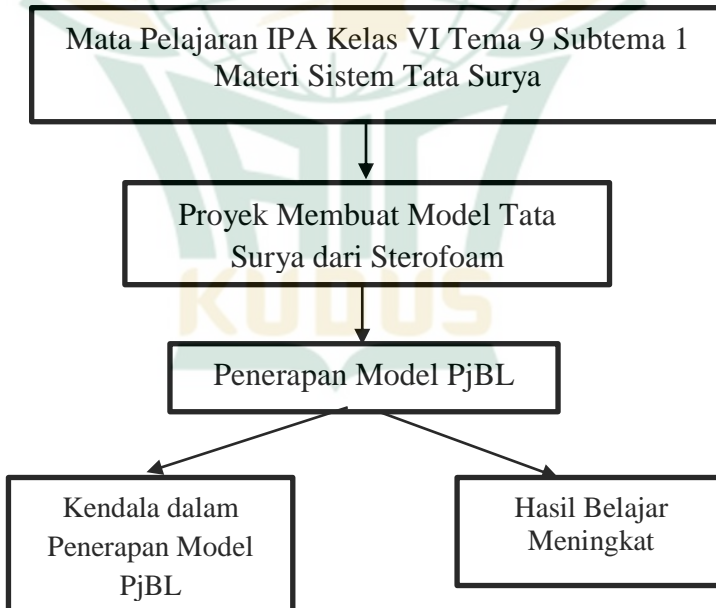 Mata Pelajaran IPA Kelas VI Tema 9 Subtema 1
Materi Sistem Tata Surya
Proyek Membuat Model Tata
Surya dari Sterofoam
KUDUS
Penerapan Model PjBL
Kendala dalam
Penerapan Model
PjBL
Hasil Belajar
Meningkat